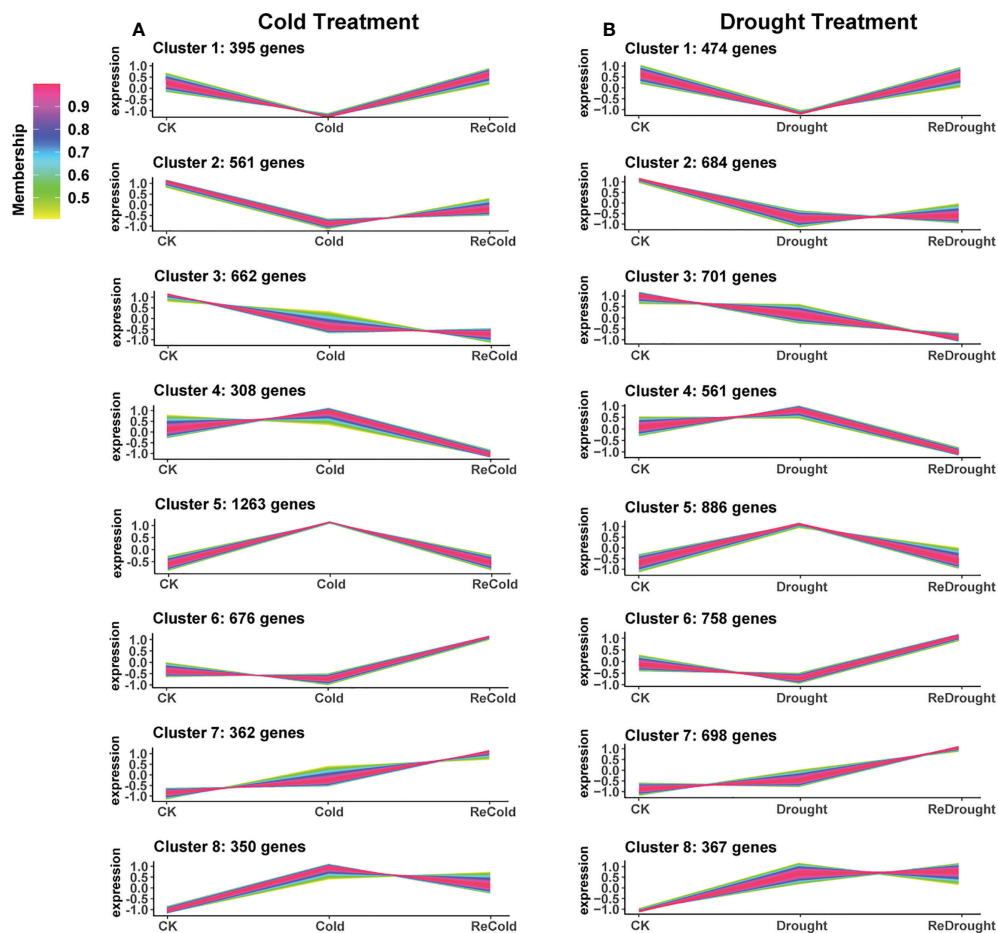 A
Cold Treatment
Membership
0.9
0.8
0.7
0.6
0.5
Cluster 1: 395 genes
expression
1.0
0.5
0.0
-0.5
-1.0
CK
Cold
ReCold
Cluster 2: 561 genes
expression
1.0
0.5
0.0
-0.5
-1.0
CK
Cold
ReCold
Cluster 3: 662 genes
expression
1.0
0.5
0.0
-0.5
-1.0
CK
Cold
ReCold
Cluster 4: 308 genes
expression
1.0
0.5
0.0
-0.5
-1.0
CK
Cold
ReCold
Cluster 5: 1263 genes
expression
1.0
0.5
0.0
-0.5
CK
Cold
ReCold
Cluster 6: 676 genes
expression
1.0
0.5
0.0
-0.5
-1.0
CK
Cold
ReCold
Cluster 7: 362 genes
expression
1.0
0.5
0.0
-0.5
-1.0
CK
Cold
ReCold
Cluster 8: 350 genes
expression
1.0
0.5
0.0
-0.5
-1.0
CK
Cold
ReCold
B
Drought Treatment
Cluster 1: 474 genes
expression
1.0
0.5
0.0
−0.5
−1.0
CK
Drought
ReDrought
Cluster 2: 684 genes
expression
1.0
0.5
0.0
−0.5
−1.0
CK
Drought
ReDrought
Cluster 3: 701 genes
expression
1.0
0.5
0.0
−0.5
−1.0
CK
Drought
ReDrought
Cluster 4: 561 genes
expression
1.0
0.5
0.0
−0.5
−1.0
CK
Drought
ReDrought
Cluster 5: 886 genes
expression
1.0
0.5
0.0
−0.5
−1.0
CK
Drought
ReDrought
Cluster 6: 758 genes
expression
1.0
0.5
0.0
−0.5
−1.0
CK
Drought
ReDrought
Cluster 7: 698 genes
expression
1.0
0.5
0.0
−0.5
−1.0
CK
Drought
ReDrought
Cluster 8: 367 genes
expression
1.0
0.5
0.0
−0.5
−1.0
CK
Drought
ReDrought